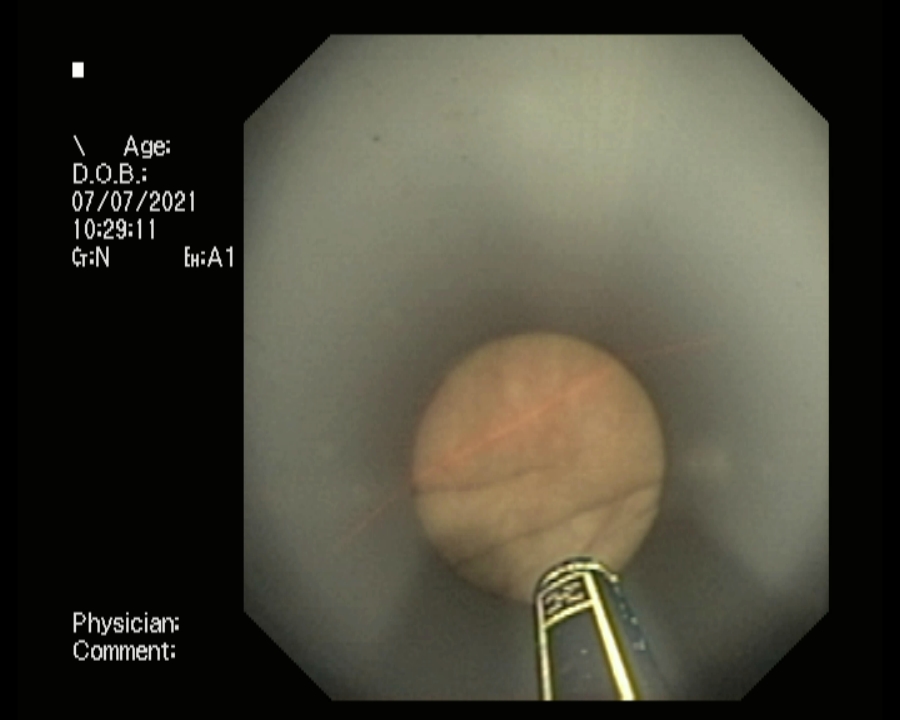 \ Age:
D.O.B.:
07/07/2021
10:29:11
Cr:N EH:A1
Physician:
Comment: